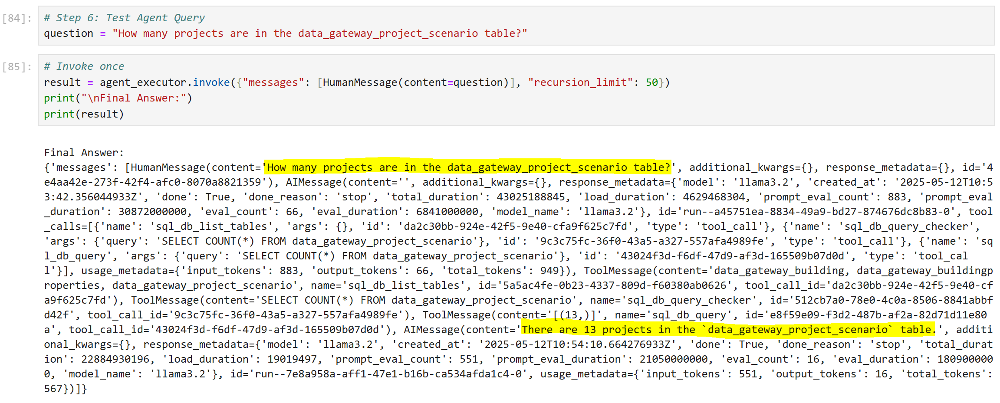 [84]:
# Step 6: Test Agent Query
question = "How many projects are in the data_gateway_project_scenario table?"
[85]:
# Invoke once
result = agent_executor.invoke({"messages": [HumanMessage(content=question)], "recursion_limit": 50})
print("\nFinal Answer:")
print(result)
Final Answer:
{'messages': [HumanMessage(content='How many projects are in the data_gateway_project_scenario table?', additional_kwargs={}, response_metadata={}, id='4
e4aa42e-273f-42f4-afc0-8070a8821359'), AIMessage(content='', additional_kwargs={}, response_metadata={'model': 'llama3.2', 'created_at': '2025-05-12T10:5
3:42.356044933Z', 'done': True, 'done_reason': 'stop', 'total_duration': 43025188845, 'load_duration': 4629468304, 'prompt_eval_count': 883, 'prompt_eval
_duration': 30872000000, 'eval_count': 66, 'eval_duration': 6841000000, 'model_name': 'llama3.2'}, id='run--a45751ea-8834-49a9-bd27-874676dc8b83-0', tool
_calls=[{'name': 'sql_db_list_tables', 'args': {}, 'id': 'da2c30bb-924e-42f5-9e40-cfa9f625c7fd', 'type': 'tool_call'}, {'name': 'sql_db_query_checker',
'args': {'query': 'SELECT COUNT(*) FROM data_gateway_project_scenario'}, 'id': '9c3c75fc-36f0-43a5-a327-557afa4989fe', 'type': 'tool_call'}, {'name': 'sq
l_db_query', 'args': {'query': 'SELECT COUNT(*) FROM data_gateway_project_scenario'}, 'id': '43024f3d-f6df-47d9-af3d-165509b07d0d', 'type': 'tool_cal
l'}], usage_metadata={'input_tokens': 883, 'output_tokens': 66, 'total_tokens': 949}), ToolMessage(content='data_gateway_building, data_gateway_buildingp
roperties, data_gateway_project_scenario', name='sql_db_list_tables', id='5a5ac4fe-0b23-4337-809d-f60380ab0626', tool_call_id='da2c30bb-924e-42f5-9e40-cf
a9f625c7fd'), ToolMessage(content='SELECT COUNT(*) FROM data_gateway_project_scenario', name='sql_db_query_checker', id='512cb7a0-78e0-4c0a-8506-8841abbf
d42f', tool_call_id='9c3c75fc-36f0-43a5-a327-557afa4989fe'), ToolMessage(content='[(13,)]', name='sql_db_query', id='e8f59e09-f3d2-487b-af2a-82d71d11e80
a', tool_call_id='43024f3d-f6df-47d9-af3d-165509b07d0d'), AIMessage(content='There are 13 projects in the `data_gateway_project_scenario` table.', additi
onal_kwargs={}, response_metadata={'model': 'llama3.2', 'created_at': '2025-05-12T10:54:10.664276933Z', 'done': True, 'done_reason': 'stop', 'total_durat
ion': 22884930196, 'load_duration': 19019497, 'prompt_eval_count': 551, 'prompt_eval_duration': 21050000000, 'eval_count': 16, 'eval_duration': 180900000
0, 'model_name': 'llama3.2'}, id='run--7e8a958a-aff1-47e1-b16b-ca534afda1c4-0', usage_metadata={'input_tokens': 551, 'output_tokens': 16, 'total_tokens':
567})]}